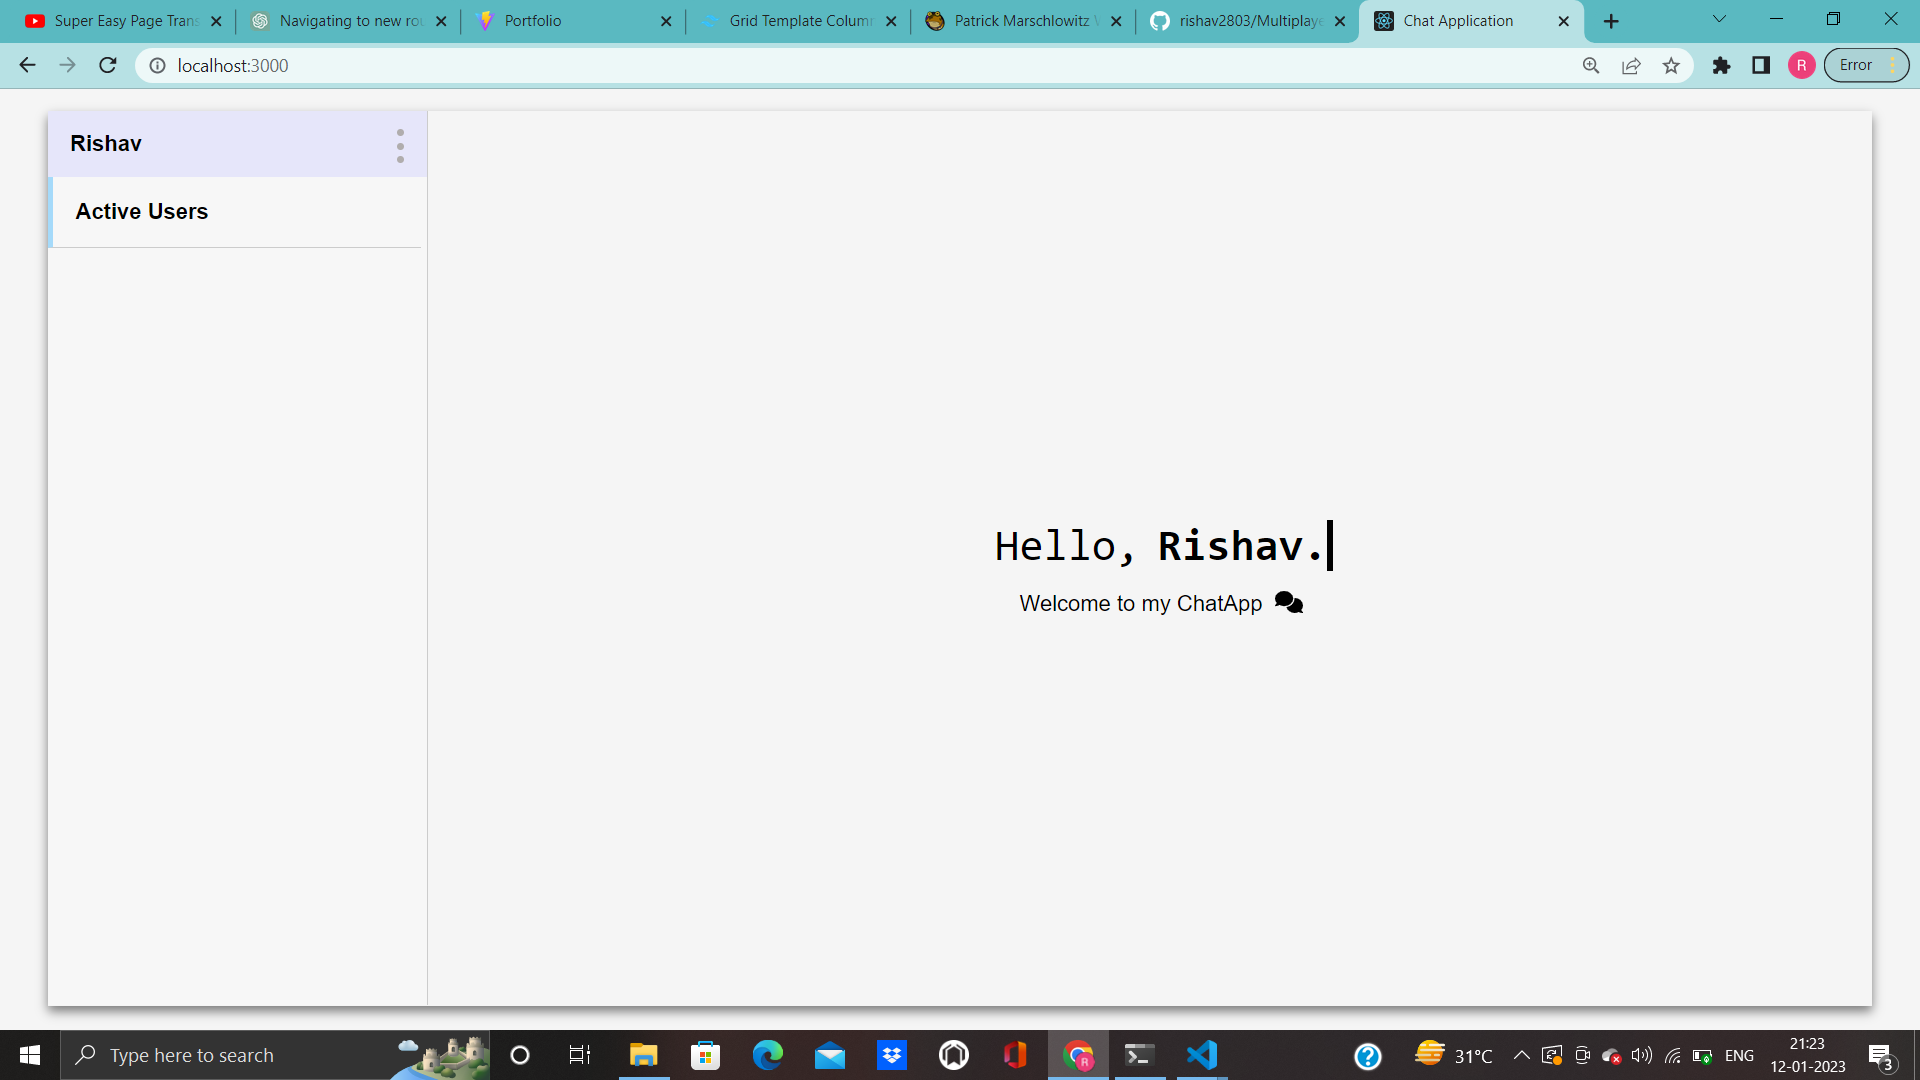 Super Easy Page Trans
Navigating to new rou
Portfolio
Grid Template Column
Patrick Marschlowitz
rishav2803/Multiplaye
Chat Application
localhost:3000
R
Error
Rishav
Active Users
Hello, Rishav.
Welcome to my ChatApp
Type here to search
R
31°C
ENG
21:23
12-01-2023
3